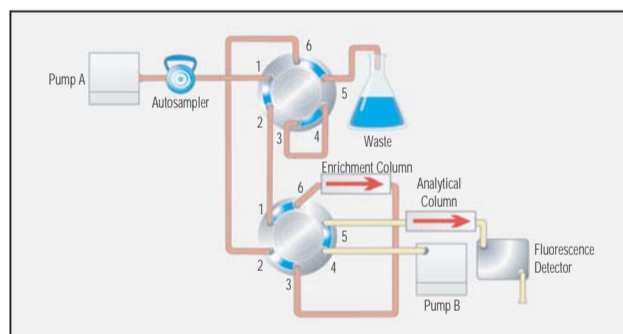 6
Pump A
1
Autosampler
5
2
3
4
Waste
Enrichment Column
6
Analytical
Column
1
5
2
4
Fluorescence
Detector
3
Pump B